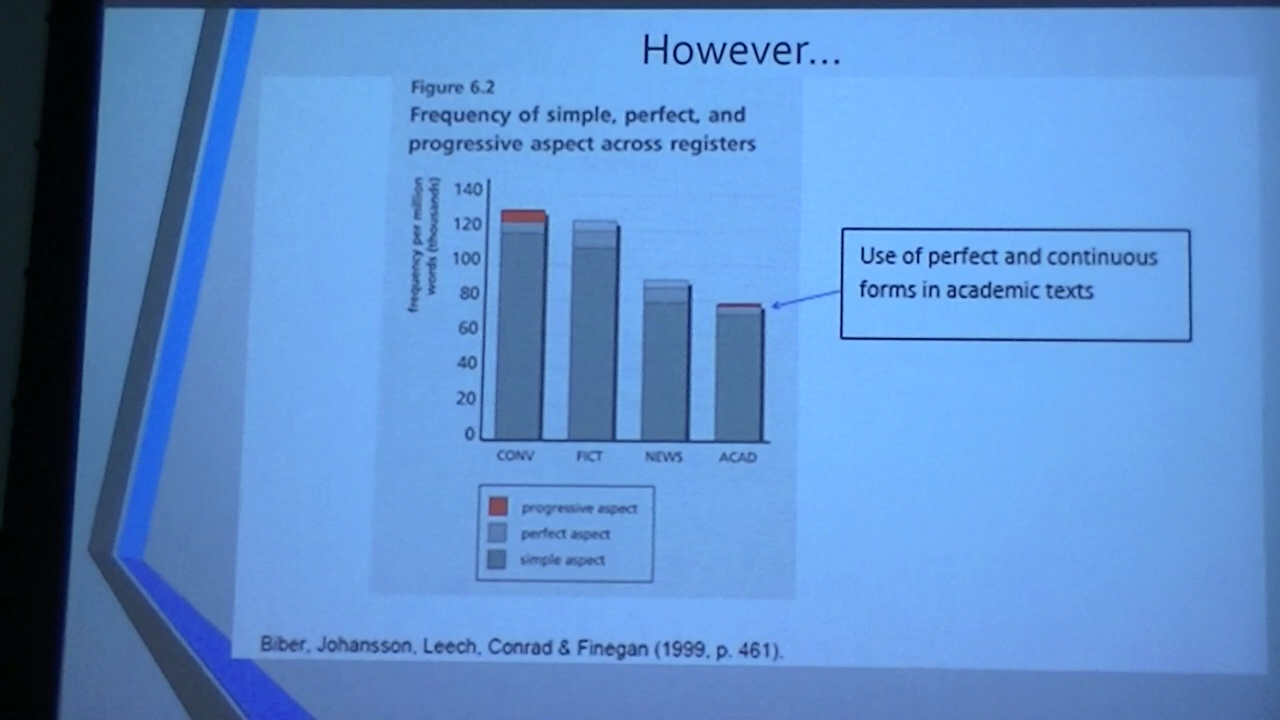 However...
Figure 6.2
Frequency of simple, perfect, and
progressive aspect across registers
frequency per million
words (thousands)
140
120
100
80
60
40
20
0
CONV FICT NEWS ACAD
progressive aspect
perfect aspect
simple aspect
Use of perfect and continuous
forms in academic texts
Biber, Johansson, Leech, Conrad & Finegan (1999, p. 461).